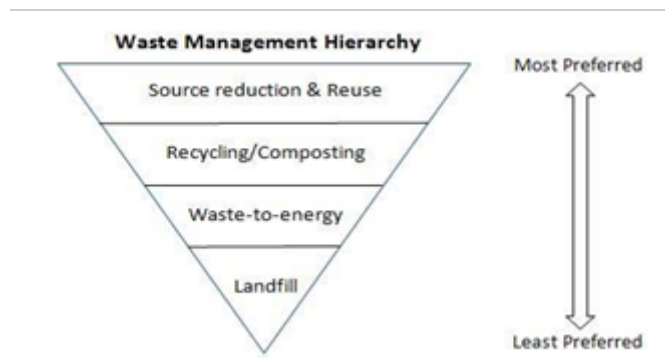 Waste Management Hierarchy
Most Preferred
Source reduction & Reuse
Recycling/Composting
Waste-to-energy
Landfill
Least Preferred